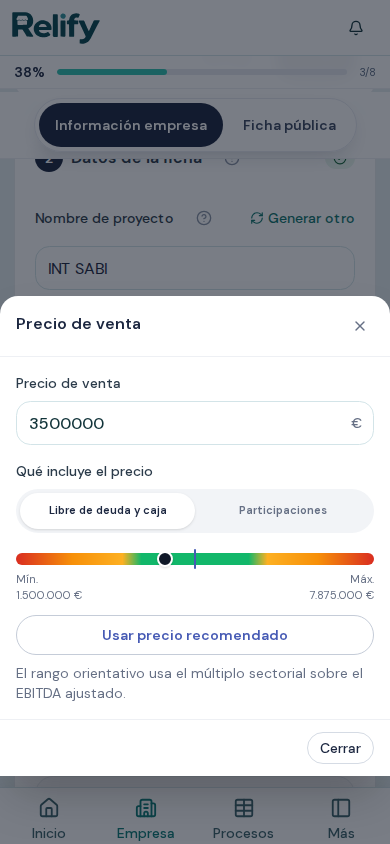 Relify
38%
3/8
Información empresa
Ficha pública
2 Datos de la ficha
Nombre de proyecto
Generar otro
INT SABI
Precio de venta
Precio de venta
3500000 €
Qué incluye el precio
Libre de deuda y caja
Participaciones
Mín.
Máx.
1.500.000 €
7.875.000 €
Usar precio recomendado
El rango orientativo usa el múltiplo sectorial sobre el
EBITDA ajustado.
Cerrar
Inicio
Empresa
Procesos
Más